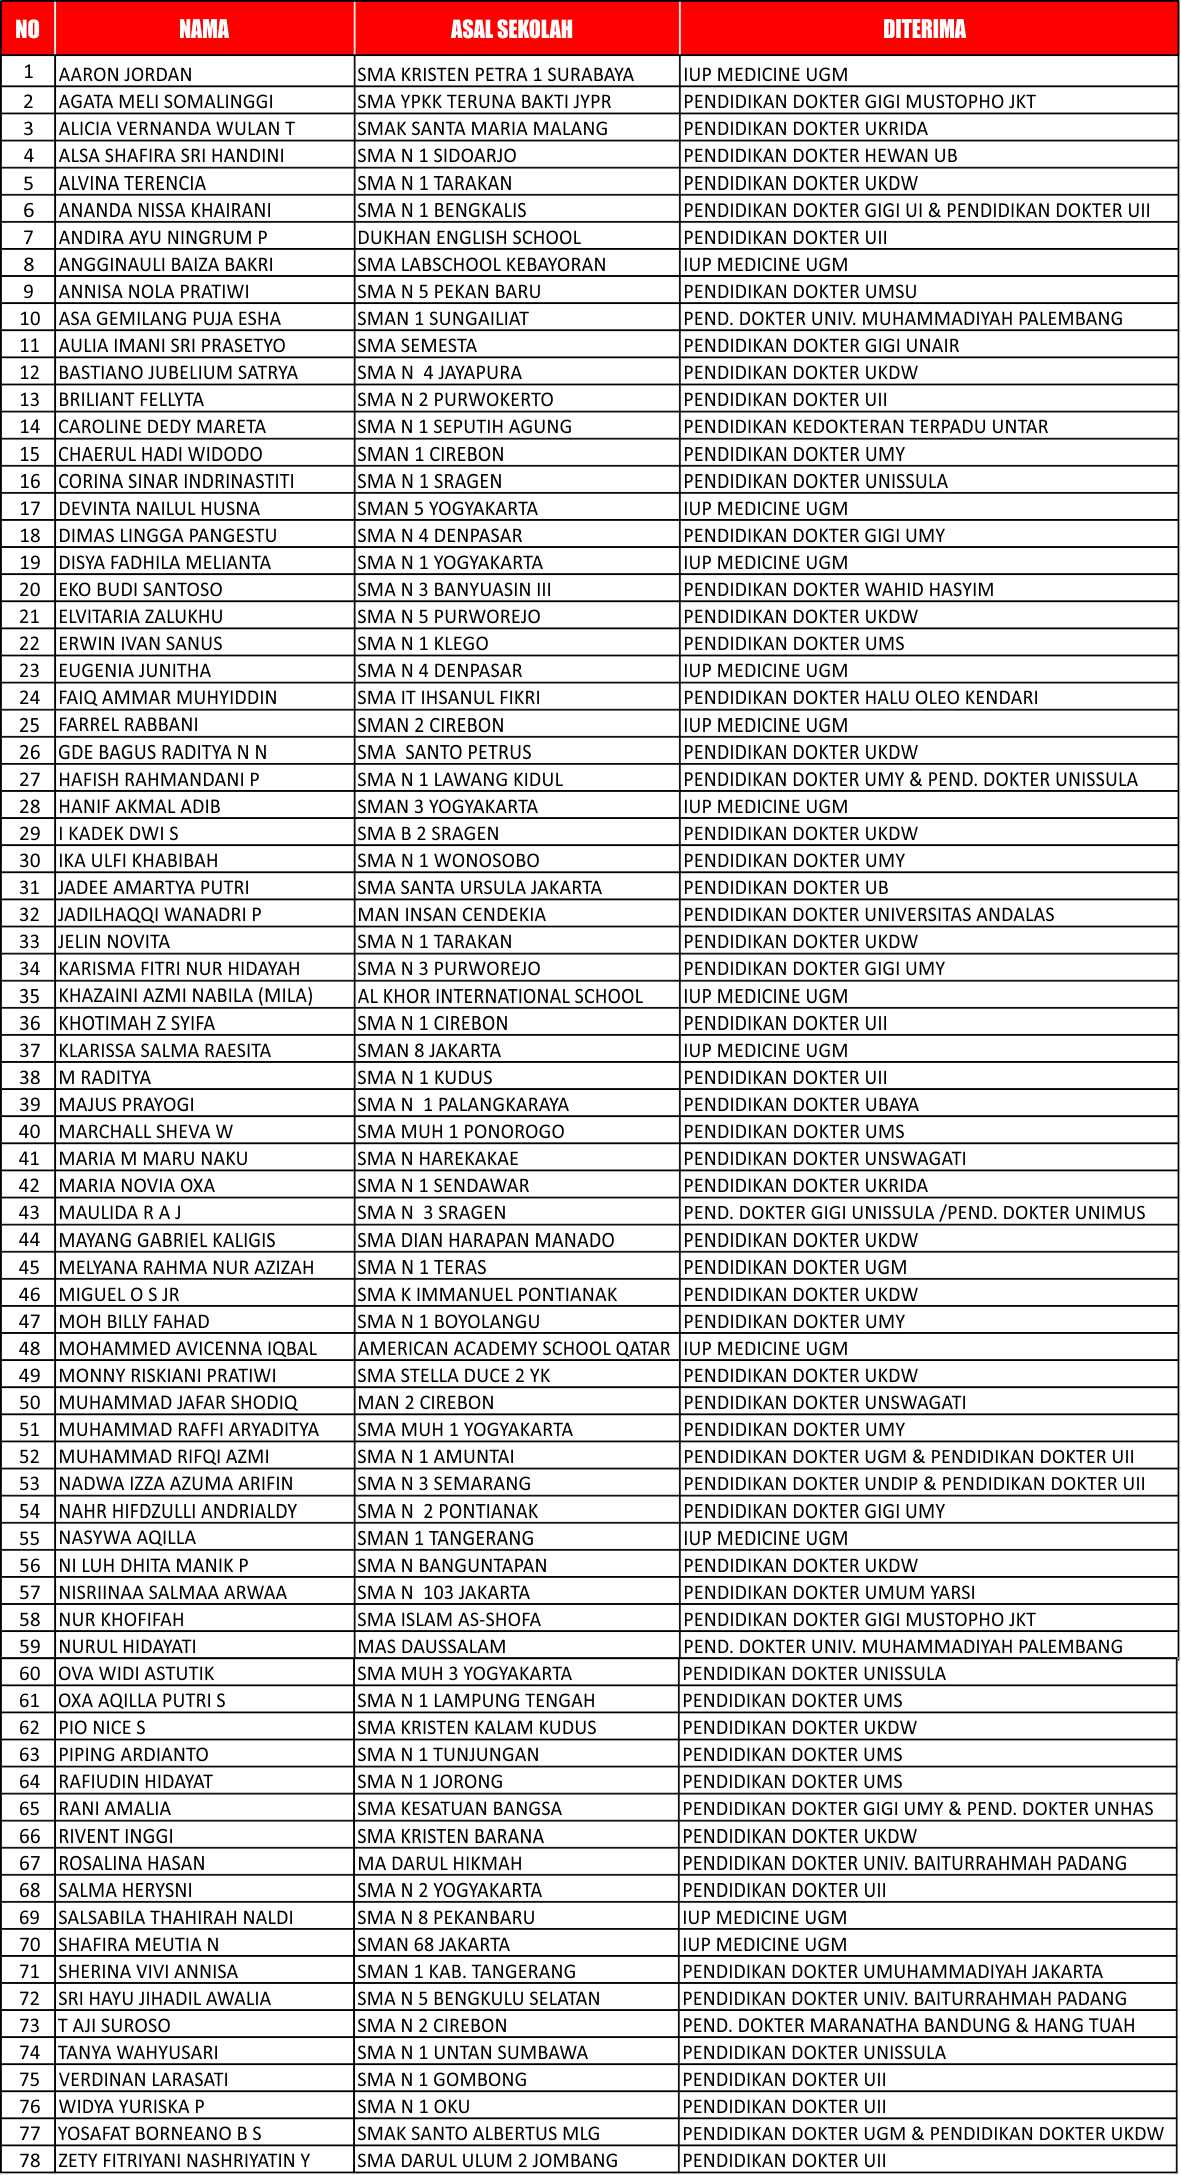 NO NAMA ASAL SEKOLAH DITERIMA
1 AARON JORDAN SMA KRISTEN PETRA 1 SURABAYA IUP MEDICINE UGM
2 AGATA MELI SOMALINGGI SMA YPKK TERUNA BAKTI JYPR PENDIDIKAN DOKTER GIGI MUSTOPHO JKT
3 ALICIA VERNANDA WULAN T SMAK SANTA MARIA MALANG PENDIDIKAN DOKTER UKRIDA
4 ALSA SHAFIRA SRI HANDINI SMA N 1 SIDOARJO PENDIDIKAN DOKTER HEWAN UB
5 ALVINA TERENCIA SMA N 1 TARAKAN PENDIDIKAN DOKTER UKDW
6 ANANDA NISSA KHAIRANI SMA N 1 BENGKALIS PENDIDIKAN DOKTER GIGI UI & PENDIDIKAN DOKTER UII
7 ANDIRA AYU NINGRUM P DUKHAN ENGLISH SCHOOL PENDIDIKAN DOKTER UII
8 ANGGINAULI BAIZA BAKRI SMA LABSCHOOL KEBAYORAN IUP MEDICINE UGM
9 ANNISA NOLA PRATIWI SMA N 5 PEKAN BARU PENDIDIKAN DOKTER UMSU
10 ASA GEMILANG PUJA ESHA SMAN 1 SUNGAILIAT PEND. DOKTER UNIV. MUHAMMADIYAH PALEMBANG
11 AULIA IMANI SRI PRASETYO SMA SEMESTA PENDIDIKAN DOKTER GIGI UNAIR
12 BASTIANO JUBELIUM SATRYA SMA N 4 JAYAPURA PENDIDIKAN DOKTER UKDW
13 BRILIANT FELLYTA SMA N 2 PURWOKERTO PENDIDIKAN DOKTER UII
14 CAROLINE DEDY MARETA SMA N 1 SEPUTIH AGUNG PENDIDIKAN KEDOKTERAN TERPADU UNTAR
15 CHAERUL HADI WIDODO SMAN 1 CIREBON PENDIDIKAN DOKTER UMY
16 CORINA SINAR INDRINASTITI SMA N 1 SRAGEN PENDIDIKAN DOKTER UNISSULA
17 DEVINTA NAILUL HUSNA SMAN 5 YOGYAKARTA IUP MEDICINE UGM
18 DIMAS LINGGA PANGESTU SMA N 4 DENPASAR PENDIDIKAN DOKTER GIGI UMY
19 DISYA FADHILA MELIANTA SMA N 1 YOGYAKARTA IUP MEDICINE UGM
20 EKO BUDI SANTOSO SMA N 3 BANYUASIN III PENDIDIKAN DOKTER WAHID HASYIM
21 ELVITARIA ZALUKHU SMA N 5 PURWOREJO PENDIDIKAN DOKTER UKDW
22 ERWIN IVAN SANUS SMA N 1 KLEGO PENDIDIKAN DOKTER UMS
23 EUGENIA JUNITHA SMA N 4 DENPASAR IUP MEDICINE UGM
24 FAIQ AMMAR MUHYIDDIN SMA IT IHSANUL FIKRI PENDIDIKAN DOKTER HALU OLEO KENDARI
25 FARREL RABBANI SMAN 2 CIREBON IUP MEDICINE UGM
26 GDE BAGUS RADITYA N N SMA SANTO PETRUS PENDIDIKAN DOKTER UKDW
27 HAFISH RAHMANDANI P SMA N 1 LAWANG KIDUL PENDIDIKAN DOKTER UMY & PEND. DOKTER UNISSULA
28 HANIF AKMAL ADIB SMAN 3 YOGYAKARTA IUP MEDICINE UGM
29 I KADEK DWI S SMA B 2 SRAGEN PENDIDIKAN DOKTER UKDW
30 IKA ULFI KHABIBAH SMA N 1 WONOSOBO PENDIDIKAN DOKTER UMY
31 JADEE AMARTYA PUTRI SMA SANTA URSULA JAKARTA PENDIDIKAN DOKTER UB
32 JADILHAQQI WANADRI P MAN INSAN CENDEKIA PENDIDIKAN DOKTER UNIVERSITAS ANDALAS
33 JELIN NOVITA SMA N 1 TARAKAN PENDIDIKAN DOKTER UKDW
34 KARISMA FITRI NUR HIDAYAH SMA N 3 PURWOREJO PENDIDIKAN DOKTER GIGI UMY
35 KHAZAINI AZMI NABILA (MILA) AL KHOR INTERNATIONAL SCHOOL IUP MEDICINE UGM
36 KHOTIMAH Z SYIFA SMA N 1 CIREBON PENDIDIKAN DOKTER UII
37 KLARISSA SALMA RAESITA SMAN 8 JAKARTA IUP MEDICINE UGM
38 M RADITYA SMA N 1 KUDUS PENDIDIKAN DOKTER UII
39 MAJUS PRAYOGI SMA N 1 PALANGKARAYA PENDIDIKAN DOKTER UBAYA
40 MARCHALL SHEVA W SMA MUH 1 PONOROGO PENDIDIKAN DOKTER UMS
41 MARIA M MARU NAKU SMA N HAREKAKAE PENDIDIKAN DOKTER UNSWAGATI
42 MARIA NOVIA OXA SMA N 1 SENDAWAR PENDIDIKAN DOKTER UKRIDA
43 MAULIDA R A J SMA N 3 SRAGEN PEND. DOKTER GIGI UNISSULA /PEND. DOKTER UNIMUS
44 MAYANG GABRIEL KALIGIS SMA DIAN HARAPAN MANADO PENDIDIKAN DOKTER UKDW
45 MELYANA RAHMA NUR AZIZAH SMA N 1 TERAS PENDIDIKAN DOKTER UGM
46 MIGUEL O S JR SMA K IMMANUEL PONTIANAK PENDIDIKAN DOKTER UKDW
47 MOH BILLY FAHAD SMA N 1 BOYOLANGU PENDIDIKAN DOKTER UMY
48 MOHAMMED AVICENNA IQBAL AMERICAN ACADEMY SCHOOL QATAR IUP MEDICINE UGM
49 MONNY RISKIANI PRATIWI SMA STELLA DUCE 2 YK PENDIDIKAN DOKTER UKDW
50 MUHAMMAD JAFAR SHODIQ MAN 2 CIREBON PENDIDIKAN DOKTER UNSWAGATI
51 MUHAMMAD RAFFI ARYADITYA SMA MUH 1 YOGYAKARTA PENDIDIKAN DOKTER UMY
52 MUHAMMAD RIFQI AZMI SMA N 1 AMUNTAI PENDIDIKAN DOKTER UGM & PENDIDIKAN DOKTER UII
53 NADWA IZZA AZUMA ARIFIN SMA N 3 SEMARANG PENDIDIKAN DOKTER UNDIP & PENDIDIKAN DOKTER UII
54 NAHR HIFDZULLI ANDRIALDY SMA N 2 PONTIANAK PENDIDIKAN DOKTER GIGI UMY
55 NASYWA AQILLA SMAN 1 TANGERANG IUP MEDICINE UGM
56 NI LUH DHITA MANIK P SMA N BANGUNTAPAN PENDIDIKAN DOKTER UKDW
57 NISRIINAA SALMAA ARWAA SMA N 103 JAKARTA PENDIDIKAN DOKTER UMUM YARSI
58 NUR KHOFIFAH SMA ISLAM AS-SHOFA PENDIDIKAN DOKTER GIGI MUSTOPHO JKT
59 NURUL HIDAYATI MAS DAUSSALAM PEND. DOKTER UNIV. MUHAMMADIYAH PALEMBANG
60 OVA WIDI ASTUTIK SMA MUH 3 YOGYAKARTA PENDIDIKAN DOKTER UNISSULA
61 OXA AQILLA PUTRI S SMA N 1 LAMPUNG TENGAH PENDIDIKAN DOKTER UMS
62 PIO NICE S SMA KRISTEN KALAM KUDUS PENDIDIKAN DOKTER UKDW
63 PIPING ARDIANTO SMA N 1 TUNJUNGAN PENDIDIKAN DOKTER UMS
64 RAFIUDIN HIDAYAT SMA N 1 JORONG PENDIDIKAN DOKTER UMS
65 RANI AMALIA SMA KESATUAN BANGSA PENDIDIKAN DOKTER GIGI UMY & PEND. DOKTER UNHAS
66 RIVENT INGGI SMA KRISTEN BARANA PENDIDIKAN DOKTER UKDW
67 ROSALINA HASAN MA DARUL HIKMAH PENDIDIKAN DOKTER UNIV. BAITURRAHMAH PADANG
68 SALMA HERYSNI SMA N 2 YOGYAKARTA PENDIDIKAN DOKTER UII
69 SALSABILA THAHIRAH NALDI SMA N 8 PEKANBARU IUP MEDICINE UGM
70 SHAFIRA MEUTIA N SMAN 68 JAKARTA IUP MEDICINE UGM
71 SHERINA VIVI ANNISA SMAN 1 KAB. TANGERANG PENDIDIKAN DOKTER UMUHAMMADIYAH JAKARTA
72 SRI HAYU JIHADIL AWALIA SMA N 5 BENGKULU SELATAN PENDIDIKAN DOKTER UNIV. BAITURRAHMAH PADANG
73 T AJI SUROSO SMA N 2 CIREBON PEND. DOKTER MARANATHA BANDUNG & HANG TUAH
74 TANYA WAHYUSARI SMA N 1 UNTAN SUMBAWA PENDIDIKAN DOKTER UNISSULA
75 VERDINAN LARASATI SMA N 1 GOMBONG PENDIDIKAN DOKTER UII
76 WIDYA YURISKA P SMA N 1 OKU PENDIDIKAN DOKTER UII
77 YOSAFAT BORNEANO B S SMAK SANTO ALBERTUS MLG PENDIDIKAN DOKTER UGM & PENDIDIKAN DOKTER UKDW
78 ZETY FITRIYANI NASHRIYATIN Y SMA DARUL ULUM 2 JOMBANG PENDIDIKAN DOKTER UII